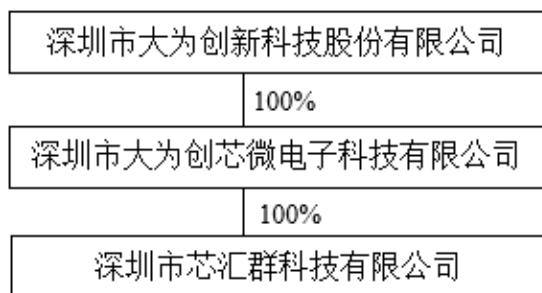 深圳市大为创新科技股份有限公司
100%
深圳市大为创芯微电子科技有限公司
100%
深圳市芯汇群科技有限公司